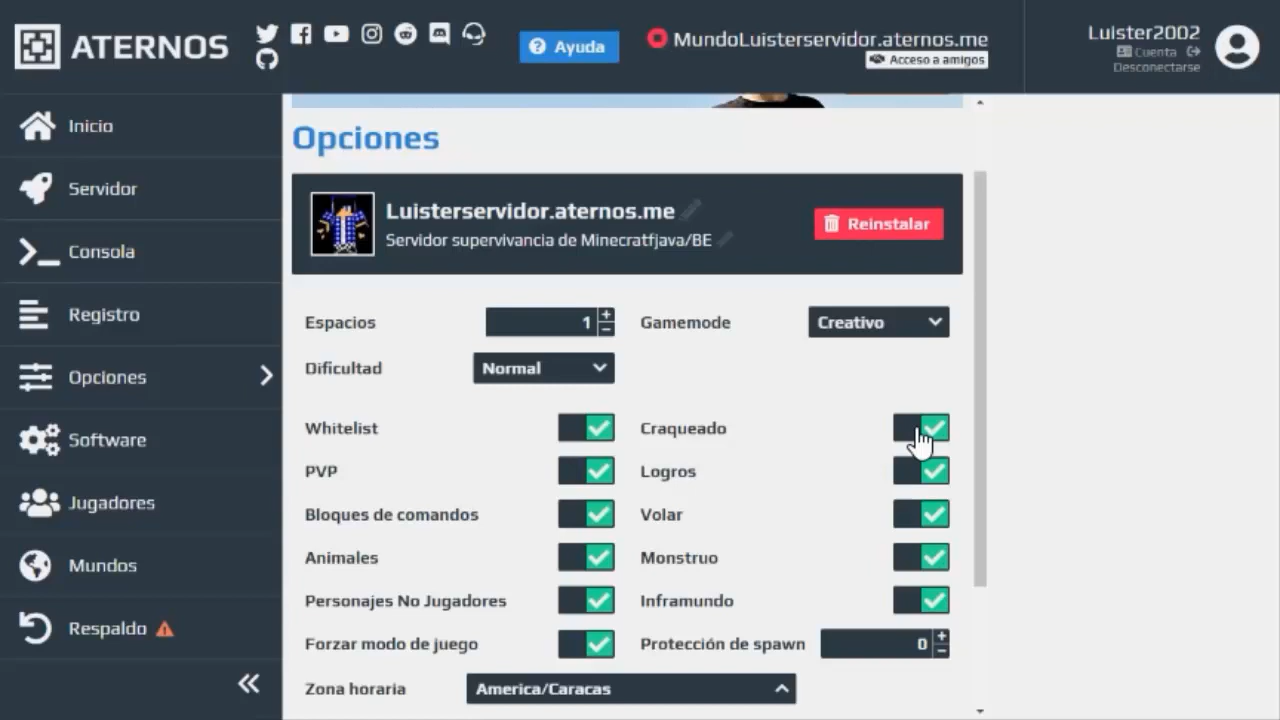 ATERNOS
Ayuda
MundoLuisterservidor.aternos.me
Acceso a amigos
Luister2002
Cuenta
Desconectarse
Inicio
Servidor
Consola
Registro
Opciones
Software
Jugadores
Mundos
Respaldo
Opciones
Luisterservidor.aternos.me
Servidor supervivancia de Minecratfjava/BE
Reinstalar
Espacios 1 Gamemode Creativo
Dificultad Normal
Whitelist Craqueado
PVP Logros
Bloques de comandos Volar
Animales Monstruo
Personajes No Jugadores Inframundo
Forzar modo de juego Protección de spawn 0
Zona horaria America/Caracas